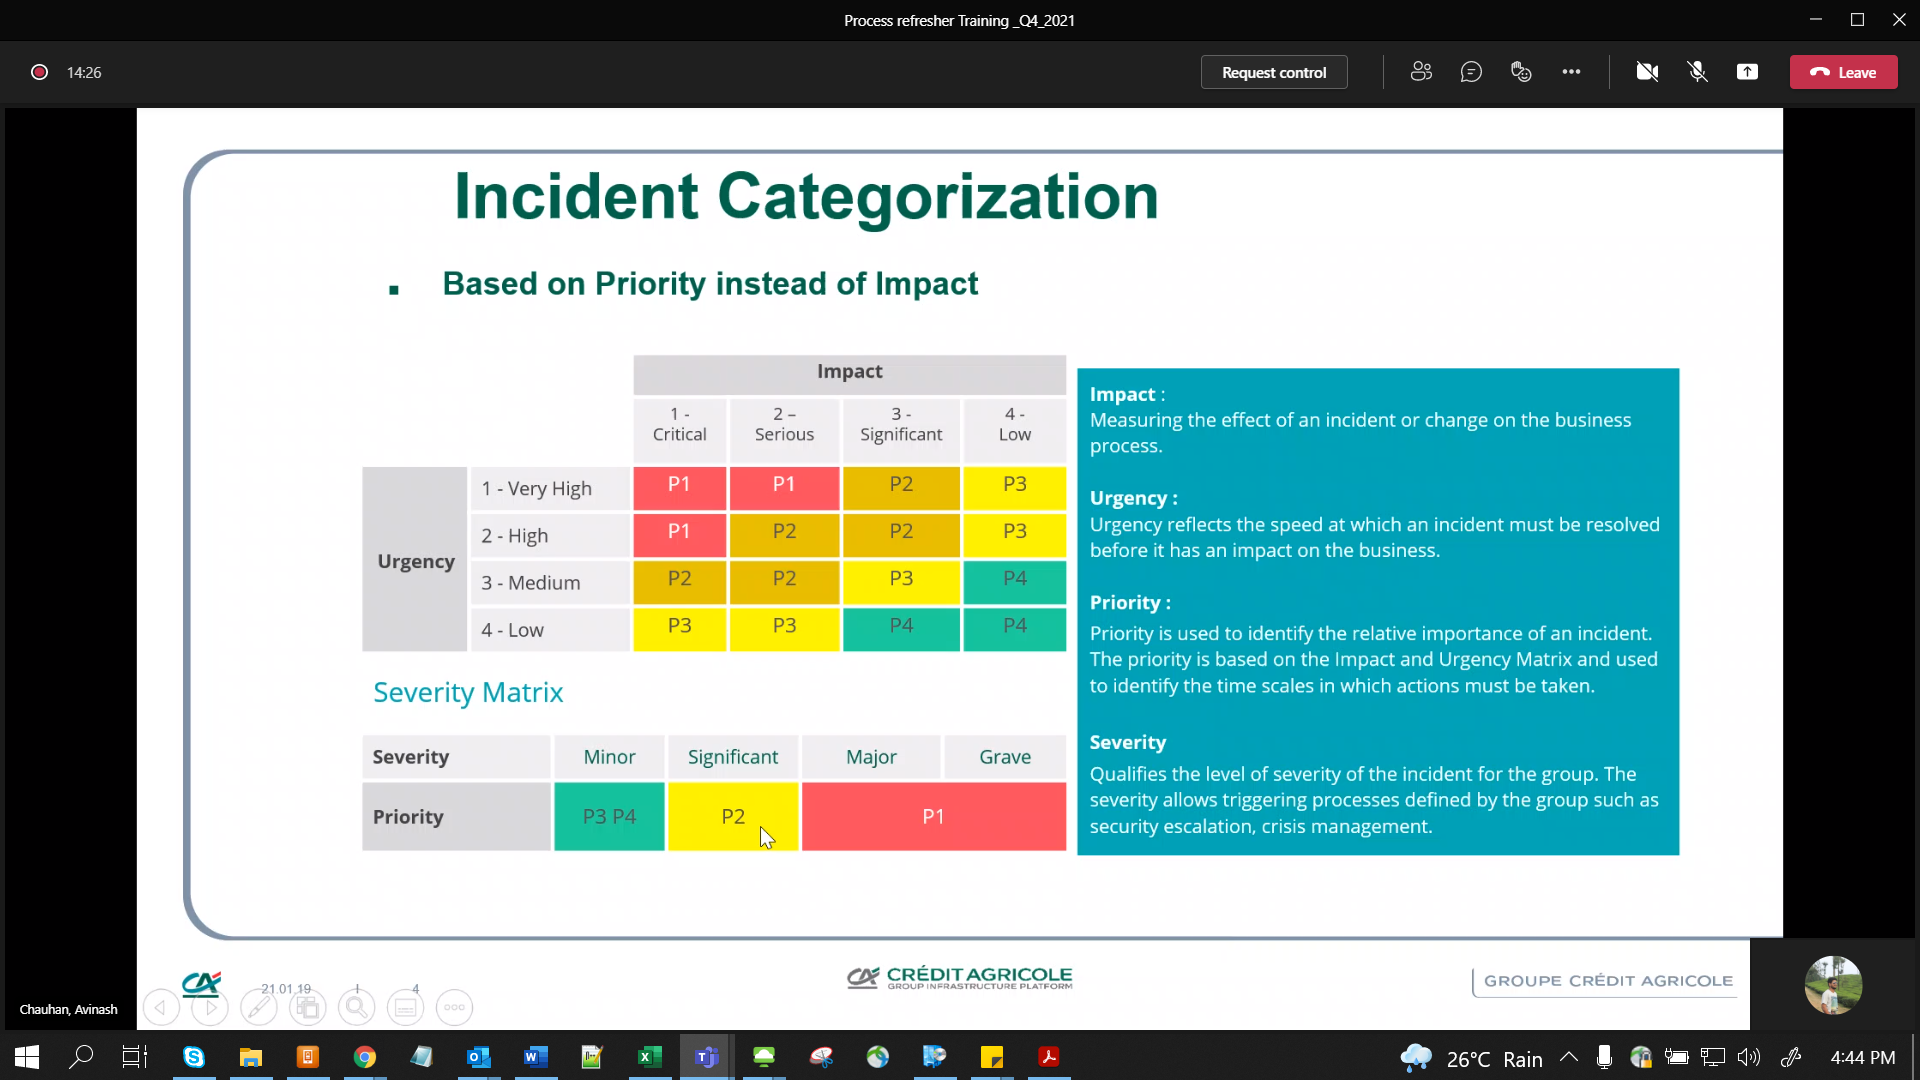 Process refresher Training _Q4_2021
14:26
Request control
Leave
Incident Categorization
▪ Based on Priority instead of Impact
Impact
1 -
Critical
2 –
Serious
3 -
Significant
4 -
Low
Urgency
1 - Very High
P1
P1
P2
P3
2 - High
P1
P2
P2
P3
3 - Medium
P2
P2
P3
P4
4 - Low
P3
P3
P4
P4
Severity Matrix
Severity
Minor
Significant
Major
Grave
Priority
P3 P4
P2
P1
Impact :
Measuring the effect of an incident or change on the business
process.
Urgency :
Urgency reflects the speed at which an incident must be resolved
before it has an impact on the business.
Priority :
Priority is used to identify the relative importance of an incident.
The priority is based on the Impact and Urgency Matrix and used
to identify the time scales in which actions must be taken.
Severity
Qualifies the level of severity of the incident for the group. The
severity allows triggering processes defined by the group such as
security escalation, crisis management.
21.01.19
I
4
CRÉDIT AGRICOLE
GROUP INFRASTRUCTURE PLATFORM
GROUPE CRÉDIT AGRICOLE
Chauhan, Avinash
26°C Rain
4:44 PM